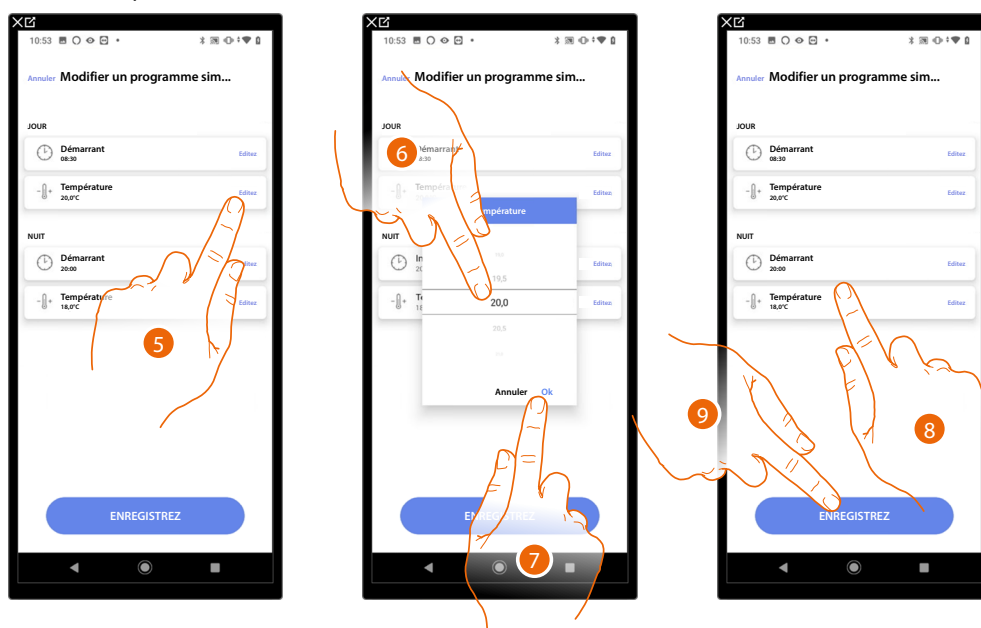 10:53
Annuler Modifier un programme sim...
JOUR
Démarrant
08:30
Editez
Température
20,0°C
Editez
NUIT
Démarrant
20:00
Température
18,0°C
Editez
5
ENREGISTREZ
10:53
Annuler Modifier un programme sim...
JOUR
6
Editez
Editez
NUIT
19,5
20,0
20,5
Editez
Editez
Annuler Ok
ENREGISTREZ
7
10:53
Annuler Modifier un programme sim...
JOUR
Démarrant
08:30
Editez
Température
20,0°C
Editez
NUIT
Démarrant
20:00
Editez
Température
18,0°C
Editez
9
8
ENREGISTREZ